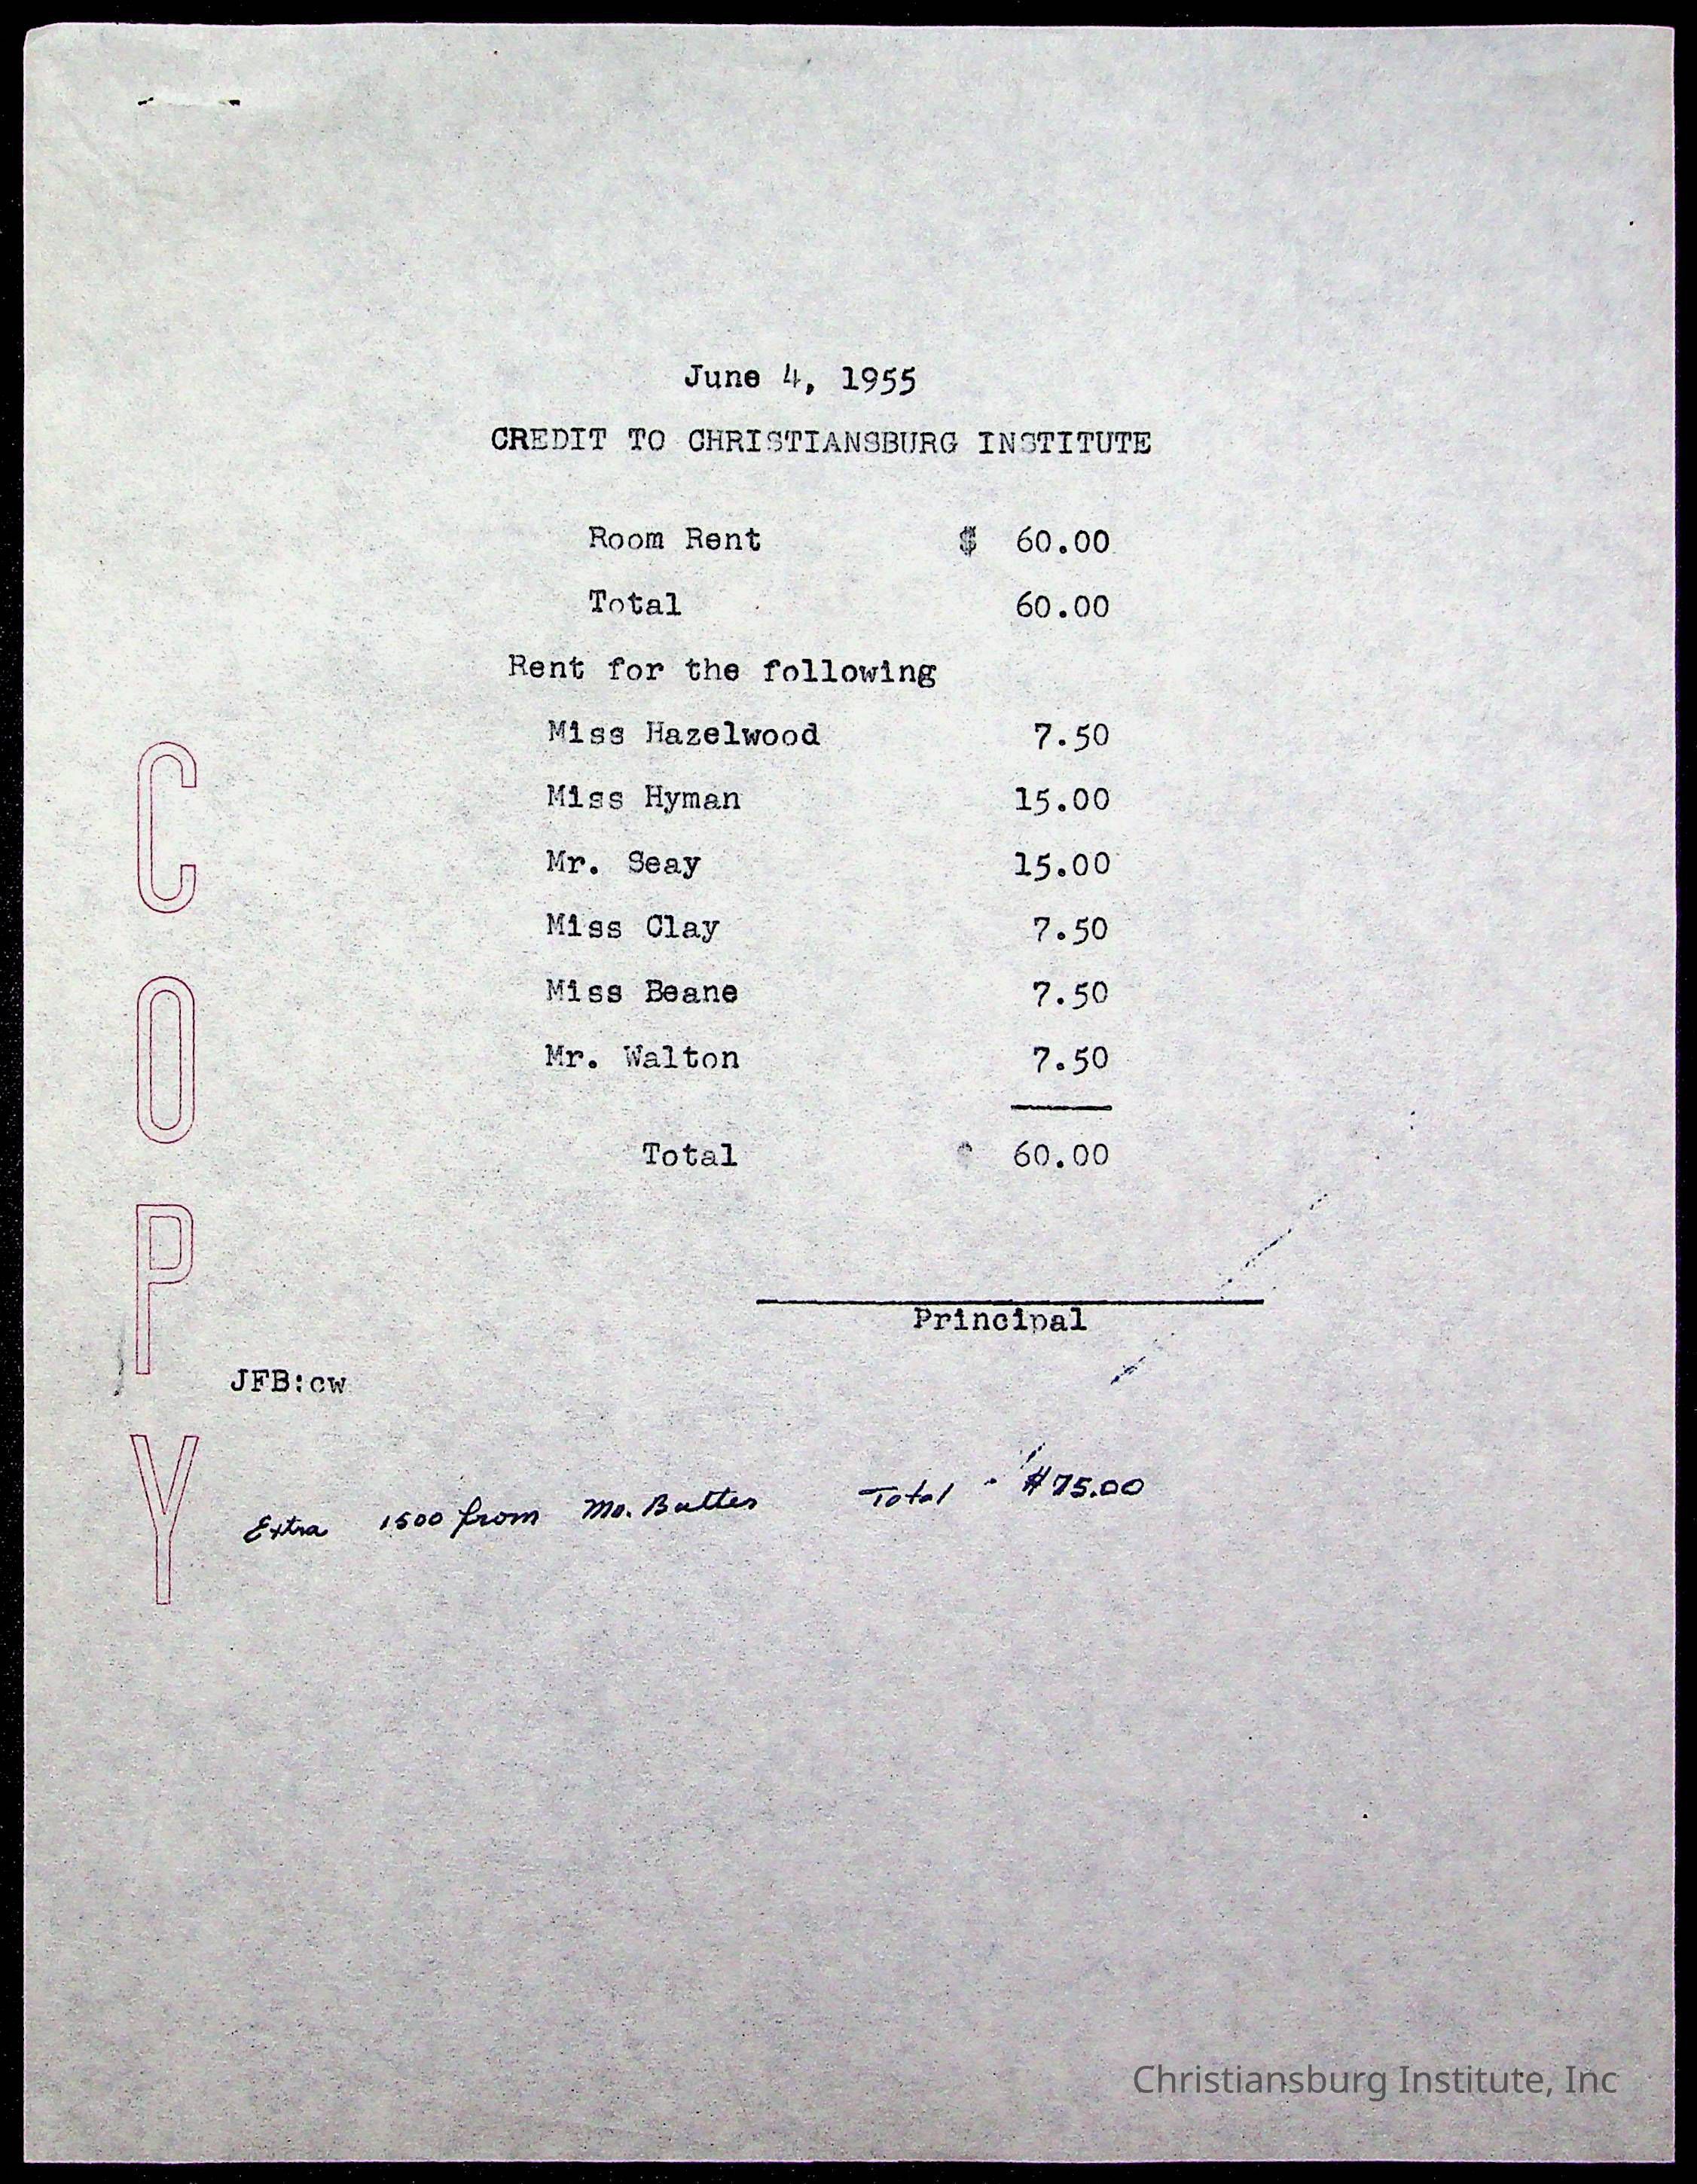 June 4, 1955
CREDIT TO CHRISTIANSBURG INSTITUTE
Room Rent $ 60.00
Total 60.00
Rent for the following
Miss Hazelwood 7.50
Miss Hyman 15.00
Mr. Seay 15.00
Miss Clay 7.50
Miss Beane 7.50
Mr. Walton 7.50
Total $ 60.00
Principal
COPY
JFB:cw
Extra 1500 from Mr. Butler Total - $75.00
Christiansburg Institute, Inc